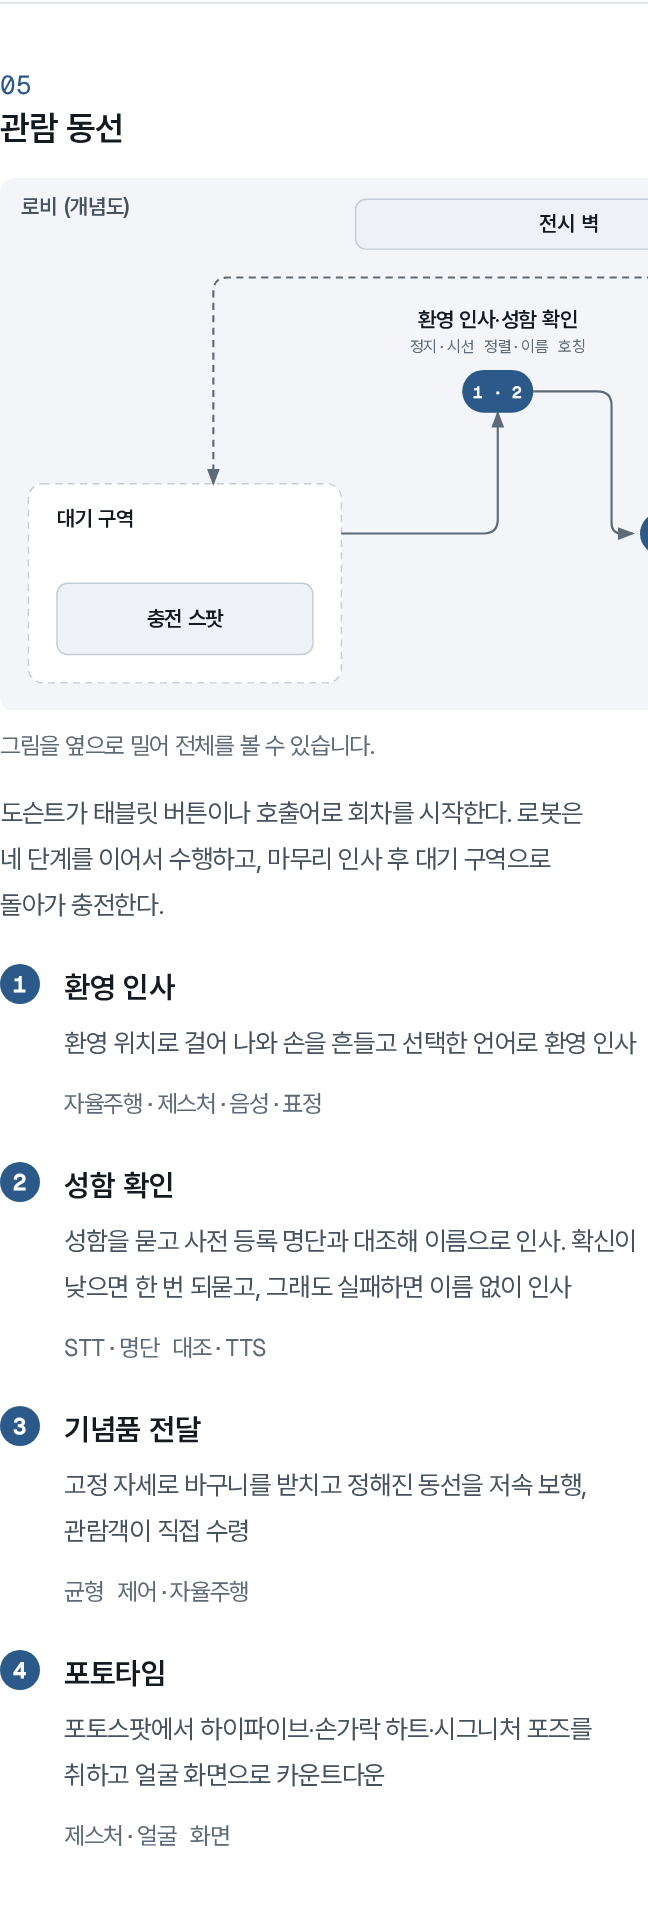 05
관람 동선
로비 (개념도)
전시 벽
환영 인사·성함 확인
정지·시선 정렬·이름 호칭
1 · 2
대기 구역
충전 스팟
그림을 옆으로 밀어 전체를 볼 수 있습니다.
도슨트가 태블릿 버튼이나 호출어로 회차를 시작한다. 로봇은
네 단계를 이어서 수행하고, 마무리 인사 후 대기 구역으로
돌아가 충전한다.
1 환영 인사
환영 위치로 걸어 나와 손을 흔들고 선택한 언어로 환영 인사
자율주행·제스처·음성·표정
2 성함 확인
성함을 묻고 사전 등록 명단과 대조해 이름으로 인사. 확신이
낮으면 한 번 되묻고, 그래도 실패하면 이름 없이 인사
STT·명단 대조·TTS
3 기념품 전달
고정 자세로 바구니를 받치고 정해진 동선을 저속 보행,
관람객이 직접 수령
균형 제어·자율주행
4 포토타임
포토스팟에서 하이파이브·손가락 하트·시그니처 포즈를
취하고 얼굴 화면으로 카운트다운
제스처·얼굴 화면